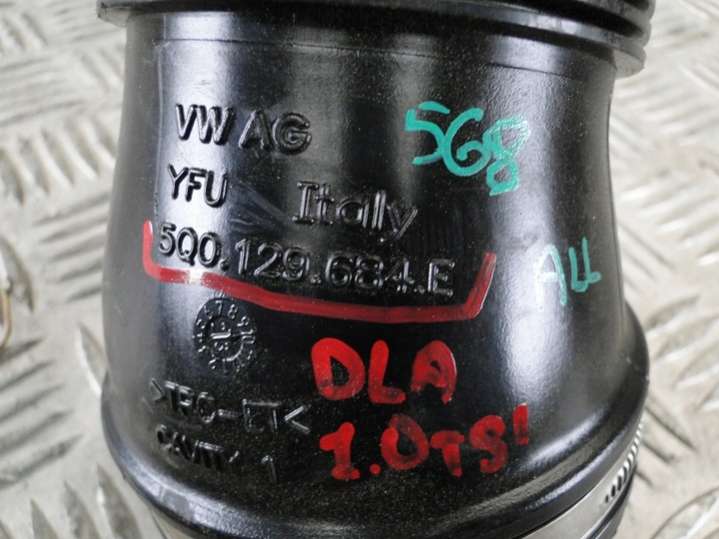 VW AG
568
YFU Italy
5Q0.129.684.E
ALL
DLA
>TPC-ET<
1.0TSI
CAVITY 1